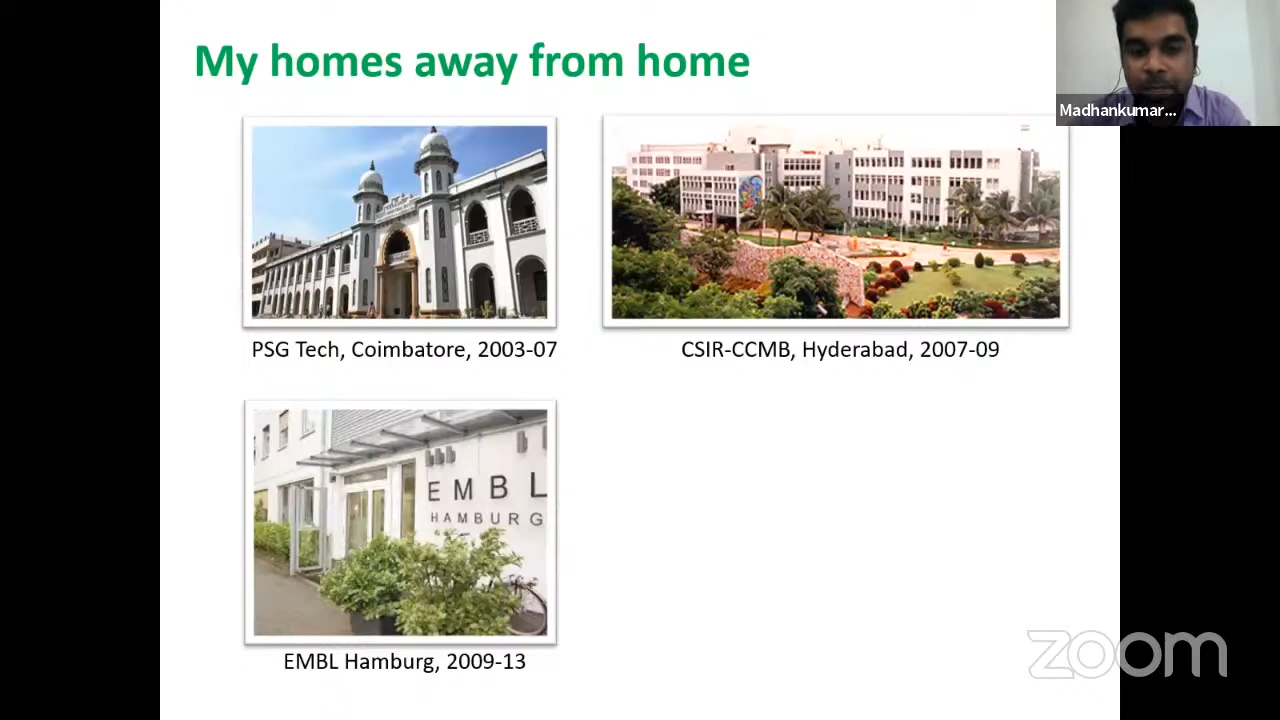 My homes away from home
Madhankumar...
PSG Tech, Coimbatore, 2003-07
CSIR-CCMB, Hyderabad, 2007-09
EMBL
HAMBURG
EMBL Hamburg, 2009-13
zoom